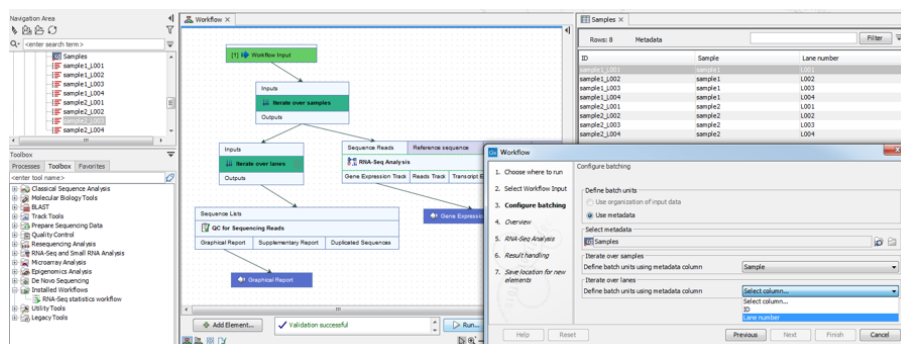 Navigation Area
<enter search term>
Samples
sample1_L001
sample1_L002
sample1_L003
sample1_L004
sample2_L001
sample2_L002
sample2_L003
sample2_L004
Toolbox
Processes Toolbox Favorites
<enter tool name>
Classical Sequence Analysis
Molecular Biology Tools
BLAST
Track Tools
Prepare Sequencing Data
Quality Control
Resequencing Analysis
RNA-Seq and Small RNA Analysis
Microarray Analysis
Epigenomics Analysis
De Novo Sequencing
Installed Workflows
RNA-Seq statistics workflow
Utility Tools
Legacy Tools
Workflow
[1] Workflow Input
Inputs
Iterate over samples
Outputs
Inputs
Iterate over lanes
Outputs
Sequence Reads Reference sequence
RNA-Seq Analysis
Gene Expression Track Reads Track Transcript E
Gene Expression
Sequence Lists
QC for Sequencing Reads
Graphical Report Supplementary Report Duplicated Sequences
Graphical Report
Add Element...
Validation successful
Run...
Samples
Rows: 8 Metadata
Filter
ID Sample Lane number
sample1_L001 sample1 L001
sample1_L002 sample1 L002
sample1_L003 sample1 L003
sample1_L004 sample1 L004
sample2_L001 sample2 L001
sample2_L002 sample2 L002
sample2_L003 sample2 L003
sample2_L004 sample2 L004
Workflow
1. Choose where to run
2. Select Workflow Input
3. Configure batching
4. Overview
5. RNA-Seq Analysis
6. Result handling
7. Save location for new elements
Configure batching
Define batch units
Use organization of input data
Use metadata
Select metadata
Samples
Iterate over samples
Define batch units using metadata column Sample
Iterate over lanes
Define batch units using metadata column Select column...
Select column...
ID
Lane number
Help Reset Previous Next Finish Cancel